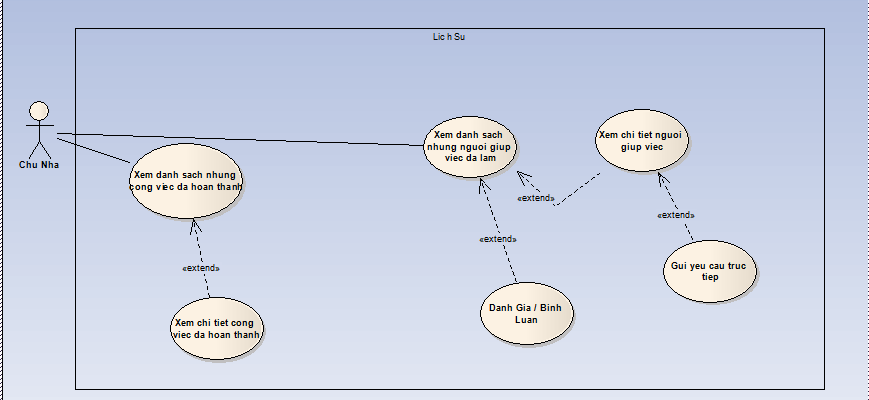 Lich Su
Chu Nha
Xem danh sach nhung
cong viec da hoan thanh
Xem danh sach
nhung nguoi giup
viec da lam
Xem chi tiet nguoi
giup viec
«extend»
«extend»
«extend»
«extend»
Xem chi tiet cong
viec da hoan thanh
Danh Gia / Binh
Luan
Gui yeu cau truc
tiep